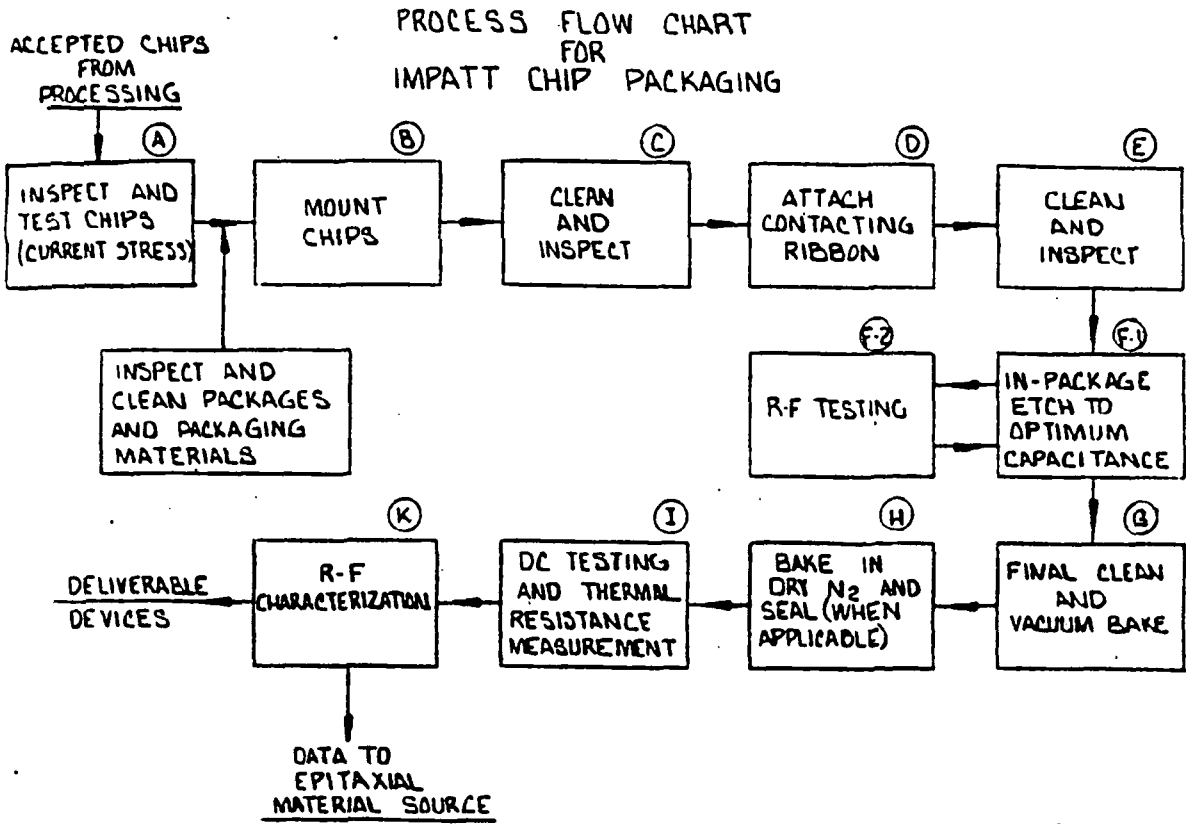 PROCESS FLOW CHART
FOR
IMPATT CHIP PACKAGING
ACCEPTED CHIPS
FROM
PROCESSING
A
INSPECT AND
TEST CHIPS
(CURRENT STRESS)
B
MOUNT
CHIPS
C
CLEAN
AND
INSPECT
D
ATTACH
CONTACTING
RIBBON
E
CLEAN
AND
INSPECT
INSPECT AND
CLEAN PACKAGES
AND PACKAGING
MATERIALS
F-2
R-F TESTING
F-1
IN-PACKAGE
ETCH TO
OPTIMUM
CAPACITANCE
K
R-F
CHARACTERIZATION
I
DC TESTING
AND THERMAL
RESISTANCE
MEASUREMENT
H
BAKE IN
DRY N2 AND
SEAL (WHEN
APPLICABLE)
G
FINAL CLEAN
AND
VACUUM BAKE
DELIVERABLE
DEVICES
DATA TO
EPITAXIAL
MATERIAL SOURCE